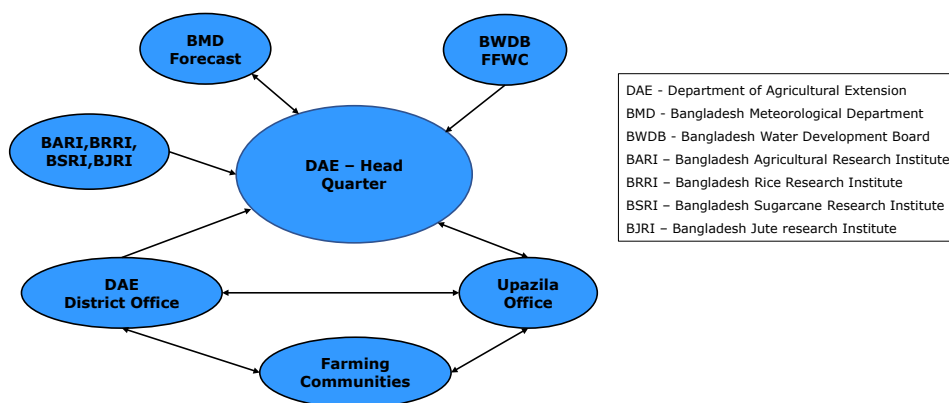 BMD
Forecast
BWDB
FFWC
BARI,BRRI,
BSRI,BJRI
DAE – Head
Quarter
DAE
District Office
Upazila
Office
Farming
Communities
DAE - Department of Agricultural Extension
BMD - Bangladesh Meteorological Department
BWDB - Bangladesh Water Development Board
BARI – Bangladesh Agricultural Research Institute
BRRI – Bangladesh Rice Research Institute
BSRI – Bangladesh Sugarcane Research Institute
BJRI – Bangladesh Jute research Institute